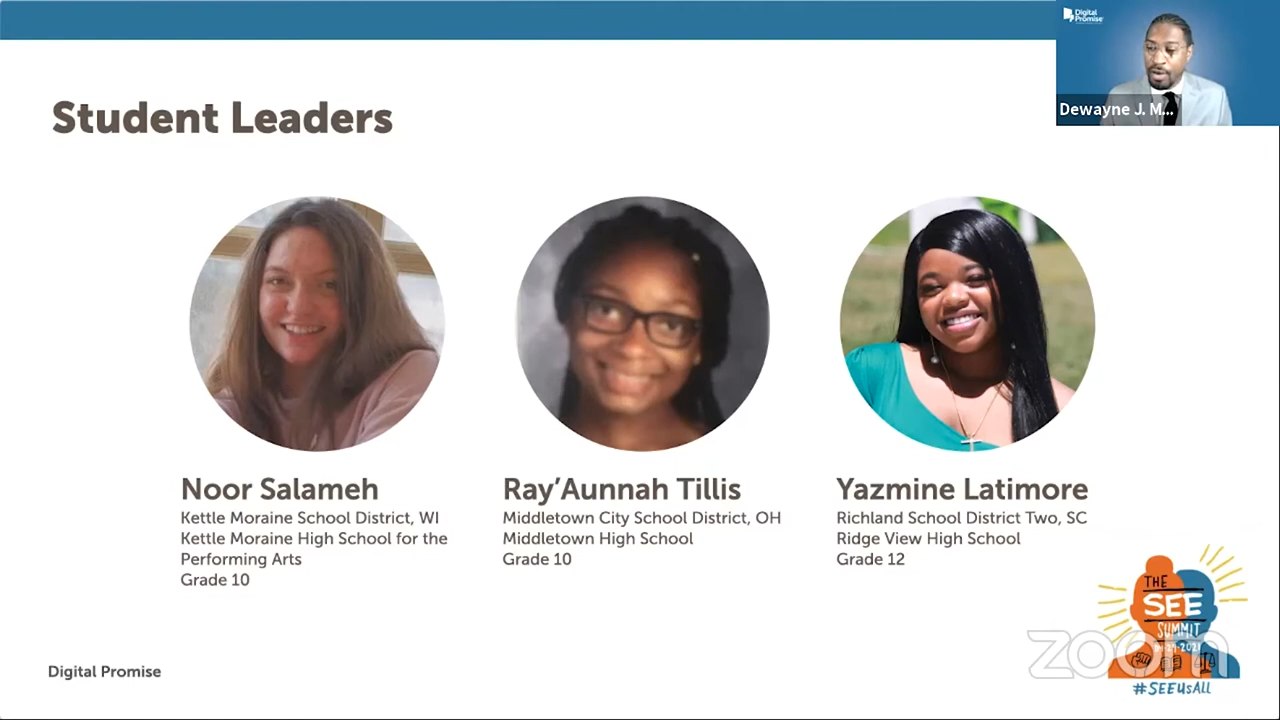 Student Leaders
Digital
Promise
Dewayne J. M...
Noor Salameh
Kettle Moraine School District, WI
Kettle Moraine High School for the
Performing Arts
Grade 10
Ray’Aunnah Tillis
Middletown City School District, OH
Middletown High School
Grade 10
Yazmine Latimore
Richland School District Two, SC
Ridge View High School
Grade 12
THE
SEE
SUMMIT
zoom
#SEEUsALL
Digital Promise